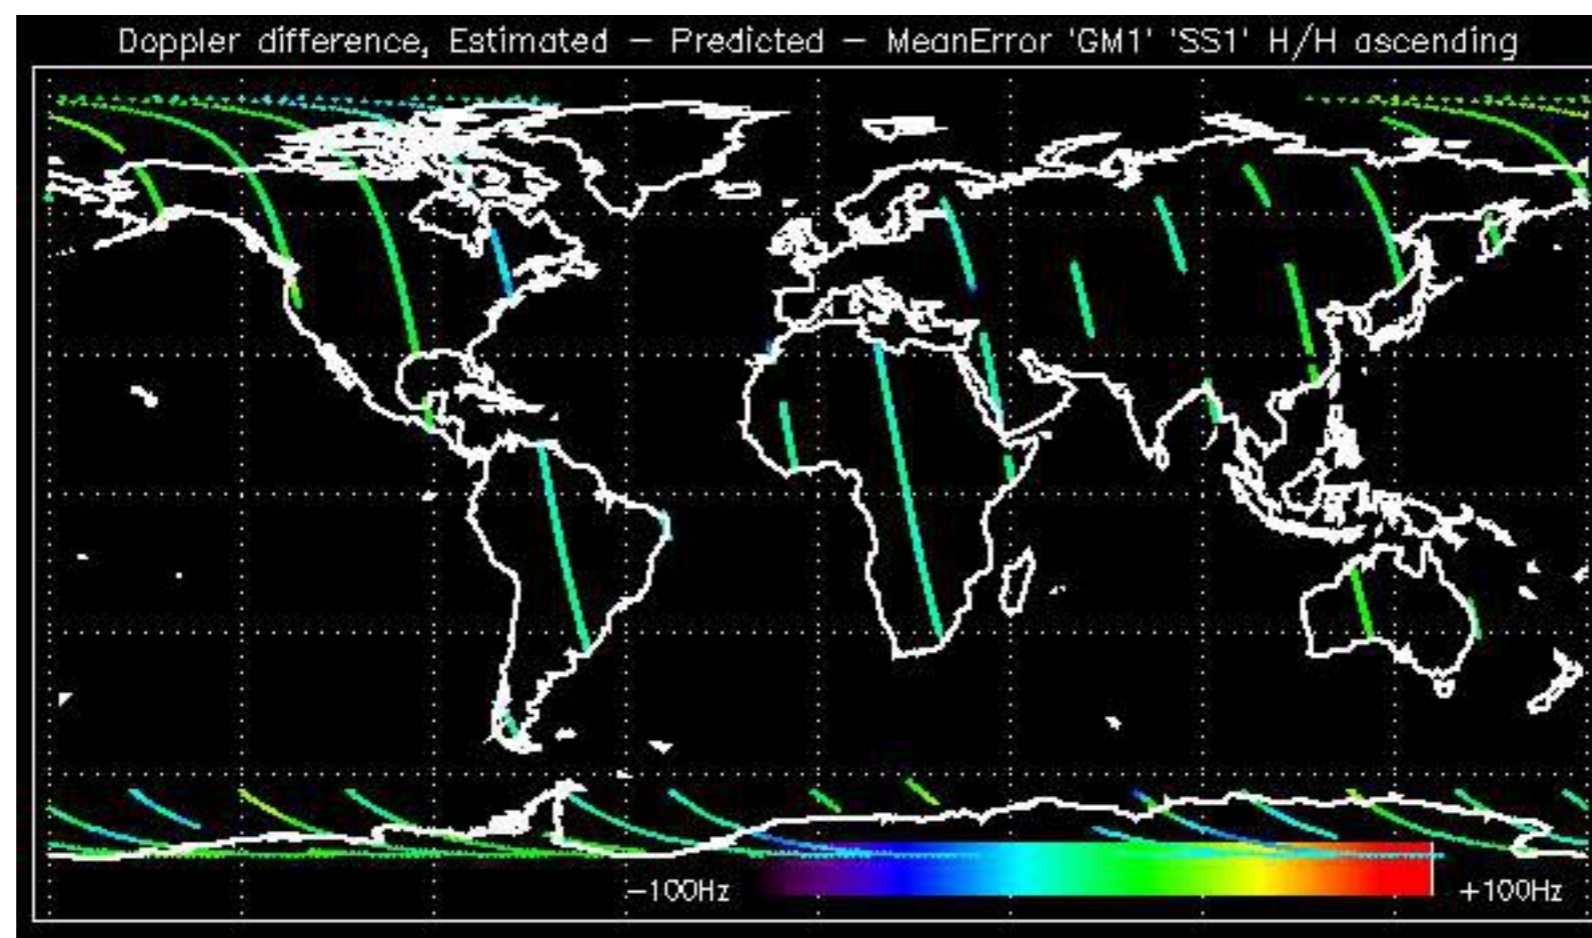 Doppler difference, Estimated − Predicted − MeanError 'GM1' 'SS1' H/H ascending
−100Hz
+100Hz